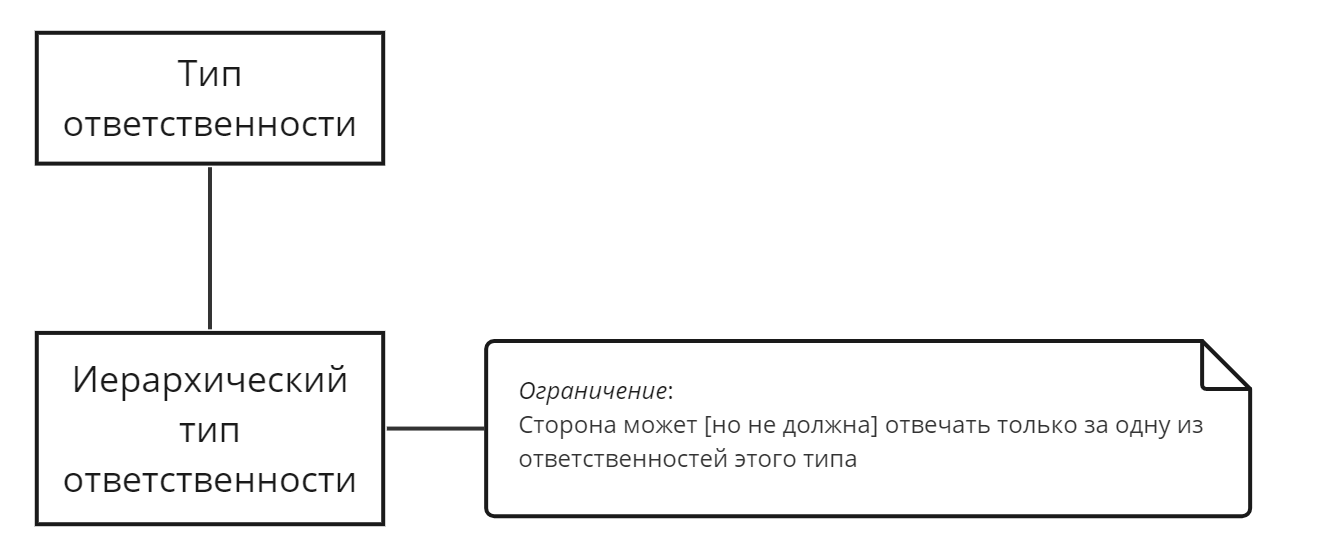 Тип
ответственности
Иерархический
тип
ответственности
Ограничение:
Сторона может [но не должна] отвечать только за одну из
ответственностей этого типа